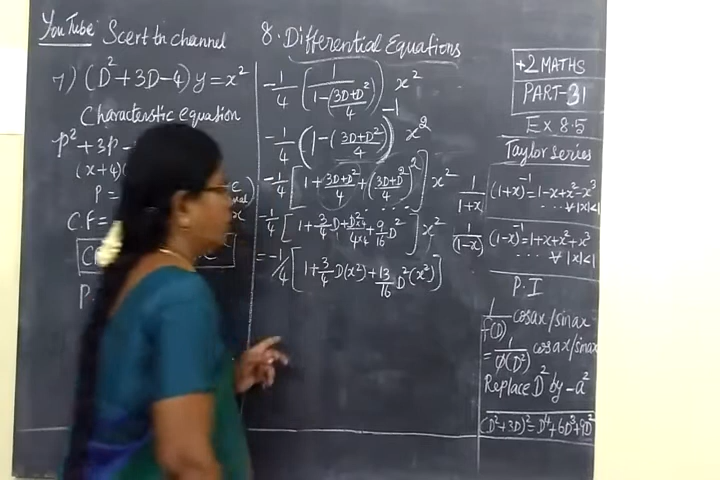 YouTube Scert tn channel
7) (D² + 3D - 4) y = x²
Characterstic equation
p² + 3p -
(x+4)
p =
C.F =
P.
8. Differential Equations
-1/4 (1/(1-((3D+D²)/4))) x²
-1/4 (1-((3D+D²)/4))⁻¹ x²
-1/4 [1 + (3D+D²)/4 + ((3D+D²)/4)²] x²
. . . .
-1/4 [1 + 3/4 D + D²×4/4×4 + 9/16 D²] x²
= -1/4 [1 + 3/4 D(x²) + 13/16 D²(x²)]
+2 MATHS
PART-31
Ex 8.5
Taylor series
1/(1+x) (1+x)⁻¹ = 1-x+x²-x³
. . . ∀ |x|<1
1/(1-x) (1-x)⁻¹ = 1+x+x²+x³
. . . ∀ |x|<1
P.I
1/f(D) cosax/sinax
= 1/φ(D²) cosax/sinax
Replace D² by -a²
(D²+3D)² = D⁴+6D³+9D²